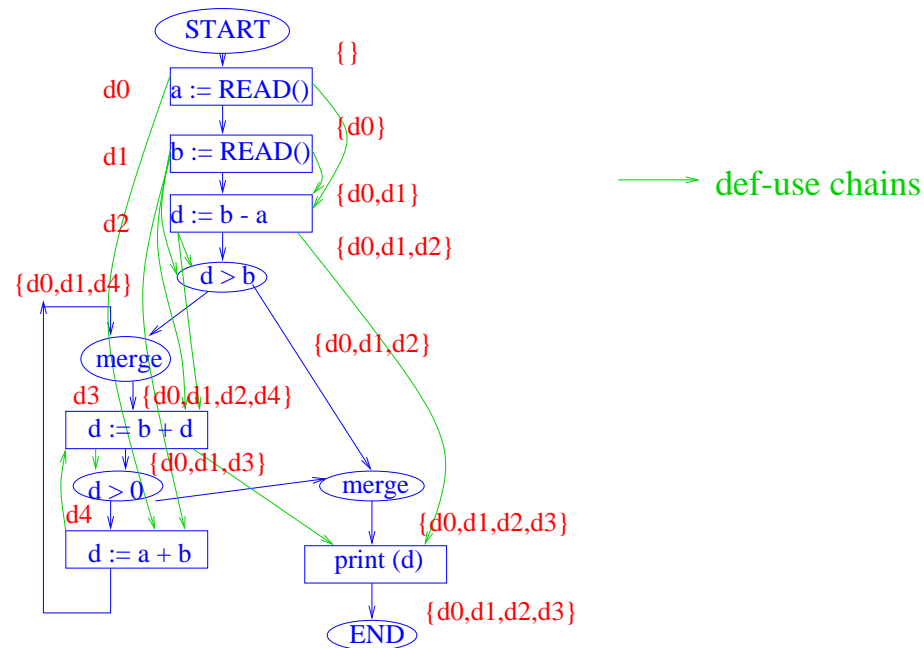 START
{}
d0
a := READ()
{d0}
d1
b := READ()
{d0,d1}
def-use chains
d2
d := b - a
{d0,d1,d2}
d > b
{d0,d1,d4}
{d0,d1,d2}
merge
d3
{d0,d1,d2,d4}
d := b + d
{d0,d1,d3}
d > 0
merge
d4
{d0,d1,d2,d3}
d := a + b
print (d)
{d0,d1,d2,d3}
END